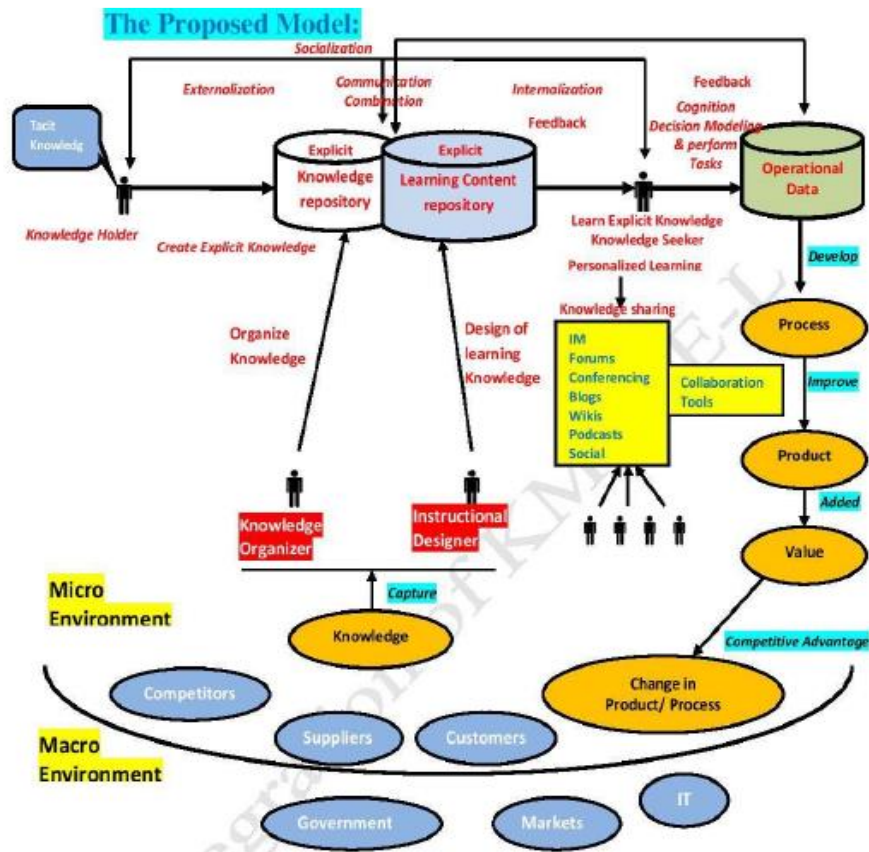 The Proposed Model:
Socialization
Externalization
Communication
Combination
Internalization
Feedback
Feedback
Cognition
Decision Modeling
& perform
Tasks
Tacit
Knowledg
Explicit
Knowledge
repository
Explicit
Learning Content
repository
Operational
Data
Knowledge Holder
Create Explicit Knowledge
Learn Explicit Knowledge
Knowledge Seeker
Personalized Learning
Knowledge sharing
Develop
Process
Organize
Knowledge
Design of
learning
Knowledge
IM
Forums
Conferencing
Blogs
Wikis
Podcasts
Social
Collaboration
Tools
Improve
Product
Added
Value
Knowledge
Organizer
Instructional
Designer
Micro
Environment
Capture
Knowledge
Competitive Advantage
Change in
Product/ Process
Competitors
Suppliers
Customers
Macro
Environment
Government
Markets
IT